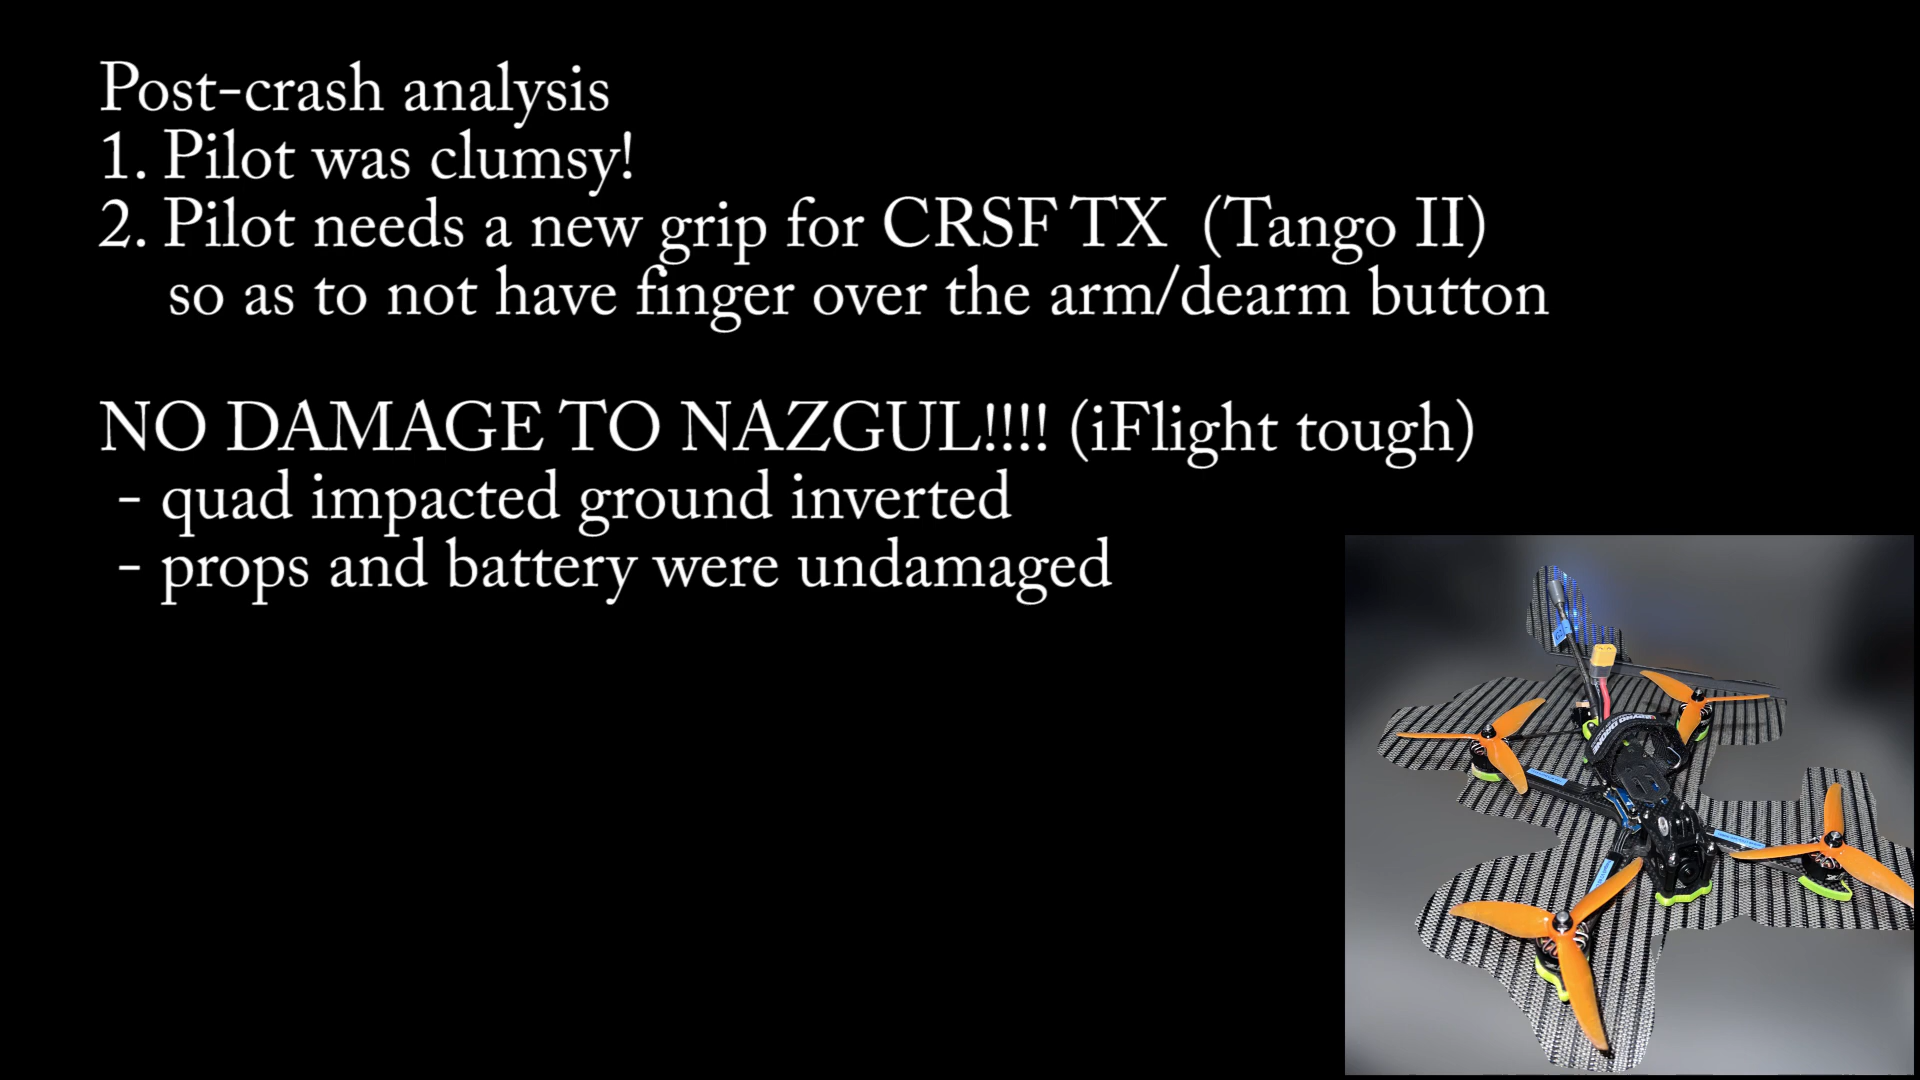 Post-crash analysis
1. Pilot was clumsy!
2. Pilot needs a new grip for CRSF TX (Tango II)
so as to not have finger over the arm/dearm button
NO DAMAGE TO NAZGUL!!!! (iFlight tough)
- quad impacted ground inverted
- props and battery were undamaged